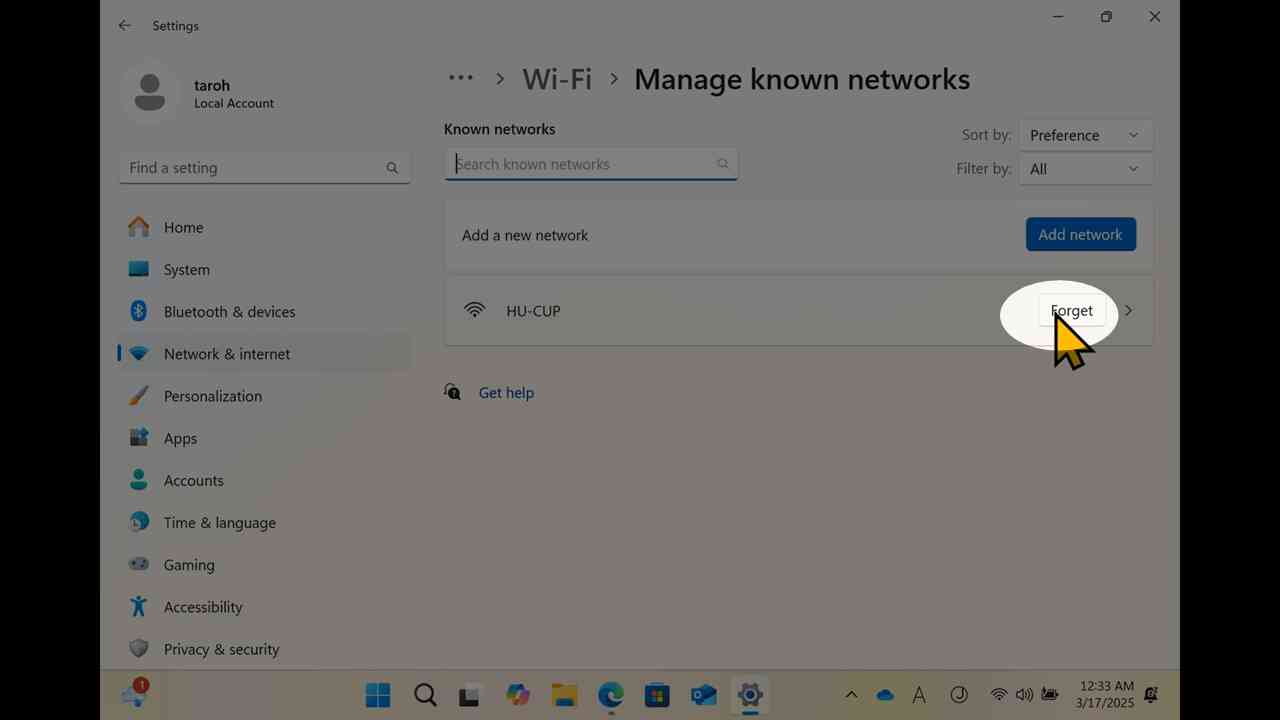 Settings
taroh
Local Account
Find a setting
Home
System
Bluetooth & devices
Network & internet
Personalization
Apps
Accounts
Time & language
Gaming
Accessibility
Privacy & security
Wi-Fi > Manage known networks
Known networks
Search known networks
Sort by: Preference
Filter by: All
Add a new network
Add network
HU-CUP
Forget
Get help
1
A
J
12:33 AM
3/17/2025